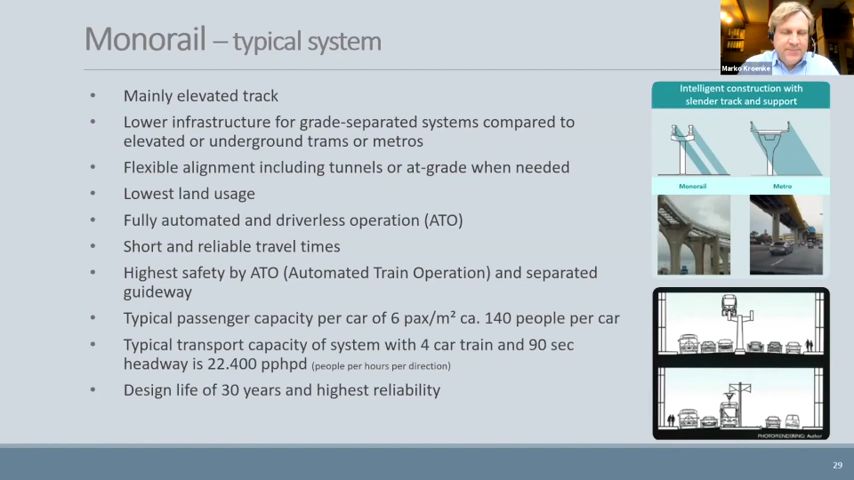 Monorail – typical system
Marko Kroenke
• Mainly elevated track
• Lower infrastructure for grade-separated systems compared to
elevated or underground trams or metros
• Flexible alignment including tunnels or at-grade when needed
• Lowest land usage
• Fully automated and driverless operation (ATO)
• Short and reliable travel times
• Highest safety by ATO (Automated Train Operation) and separated
guideway
• Typical passenger capacity per car of 6 pax/m² ca. 140 people per car
• Typical transport capacity of system with 4 car train and 90 sec
headway is 22.400 pphpd (people per hours per direction)
• Design life of 30 years and highest reliability
Intelligent construction with
slender track and support
Monorail Metro
PHOTO/RENDERING: Author
29